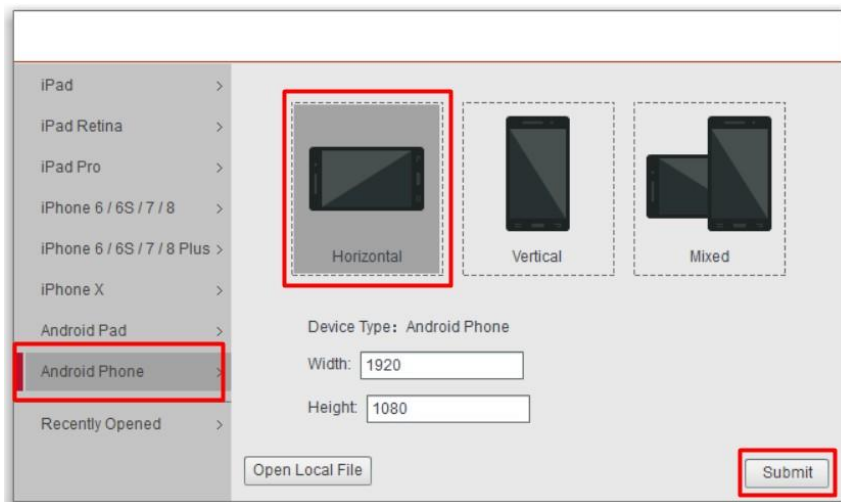 iPad >
iPad Retina >
iPad Pro >
iPhone 6 / 6S / 7 / 8 >
iPhone 6 / 6S / 7 / 8 Plus >
iPhone X >
Android Pad >
Android Phone >
Recently Opened >
Horizontal
Vertical
Mixed
Device Type: Android Phone
Width: 1920
Height: 1080
Open Local File
Submit